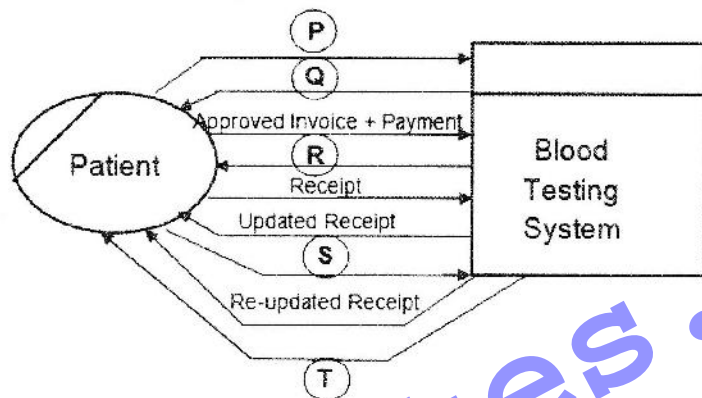 P
Q
Approved Invoice + Payment
R
Receipt
Updated Receipt
S
Re-updated Receipt
T
Patient
Blood
Testing
System